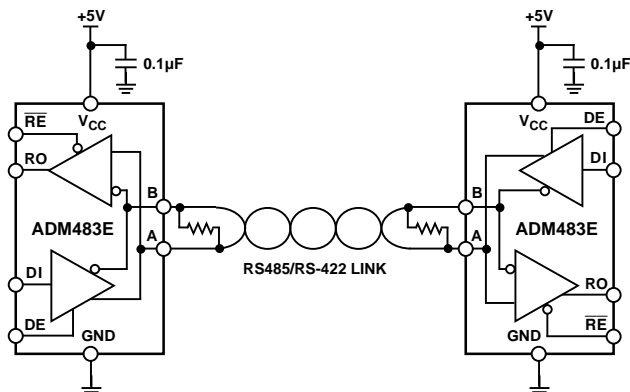 +5V
+5V
0.1µF
0.1µF
RE
VCC
VCC
DE
RO
DI
B
B
ADM483E
ADM483E
A
A
RS485/RS-422 LINK
DI
RO
DE
GND
GND
RE